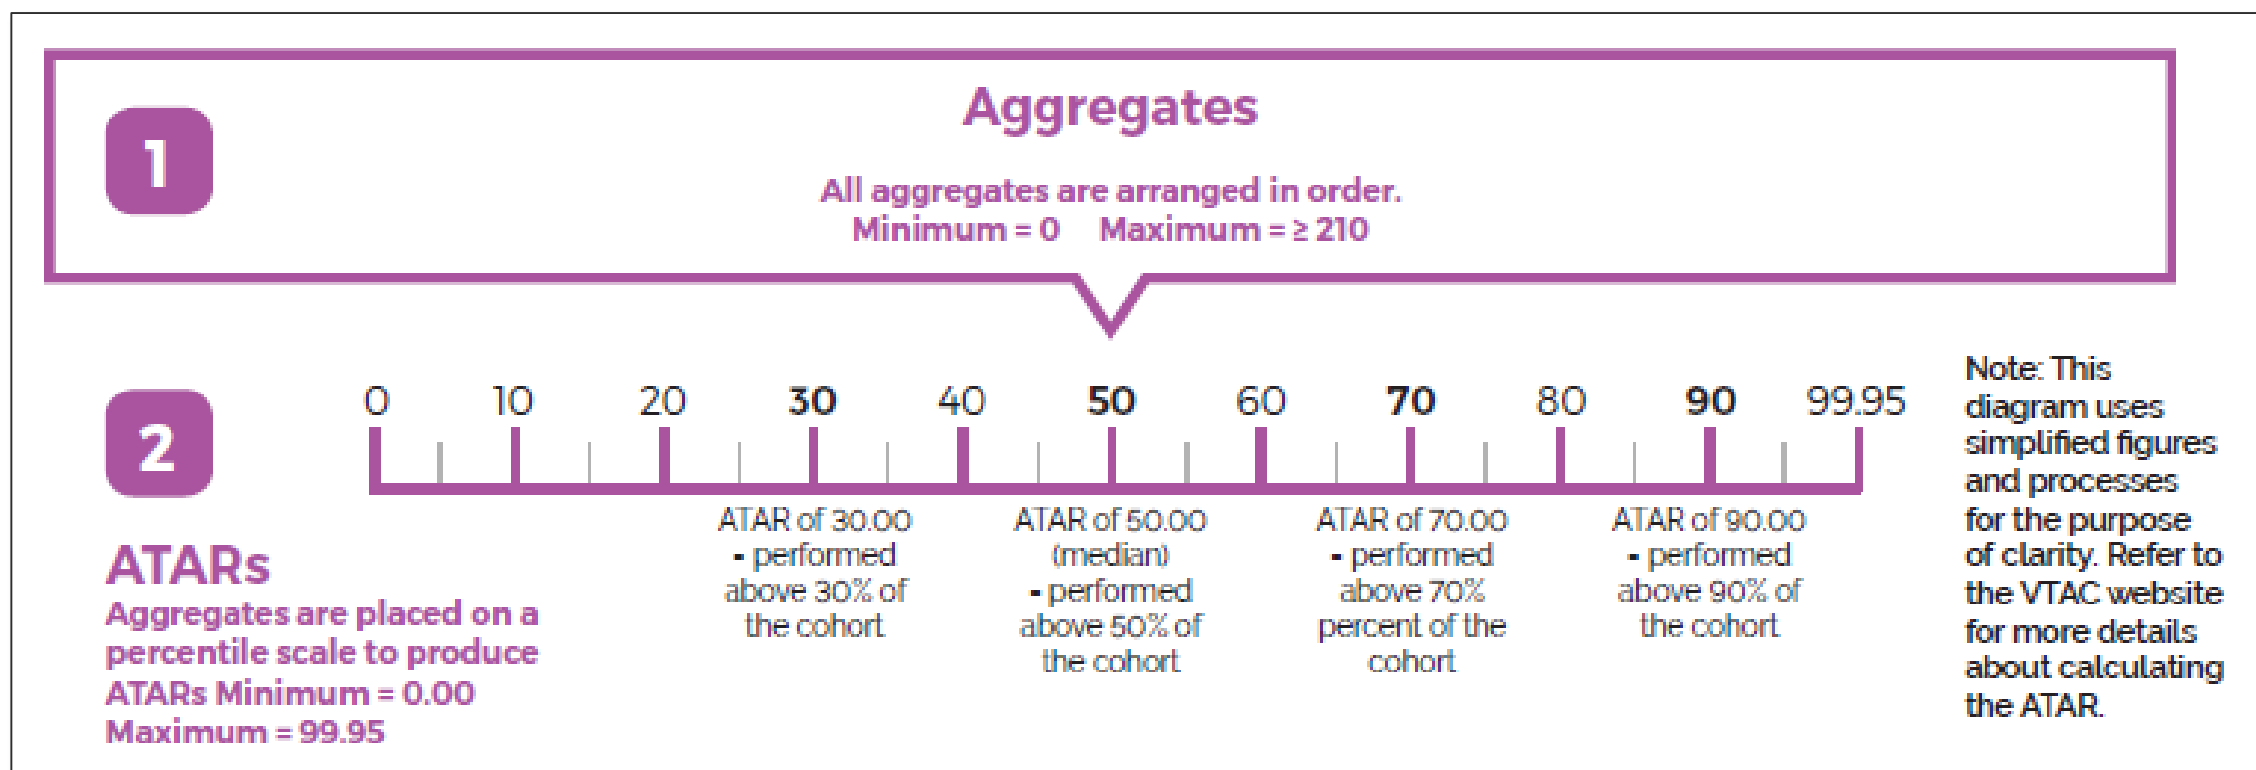 1
Aggregates
All aggregates are arranged in order.
Minimum = 0 Maximum = ≥ 210
2
0 10 20 30 40 50 60 70 80 90 99.95
ATARs
Aggregates are placed on a
percentile scale to produce
ATARs Minimum = 0.00
Maximum = 99.95
ATAR of 30.00
- performed
above 30% of
the cohort
ATAR of 50.00
(median)
- performed
above 50% of
the cohort
ATAR of 70.00
- performed
above 70%
percent of the
cohort
ATAR of 90.00
- performed
above 90% of
the cohort
Note: This
diagram uses
simplified figures
and processes
for the purpose
of clarity. Refer to
the VTAC website
for more details
about calculating
the ATAR.